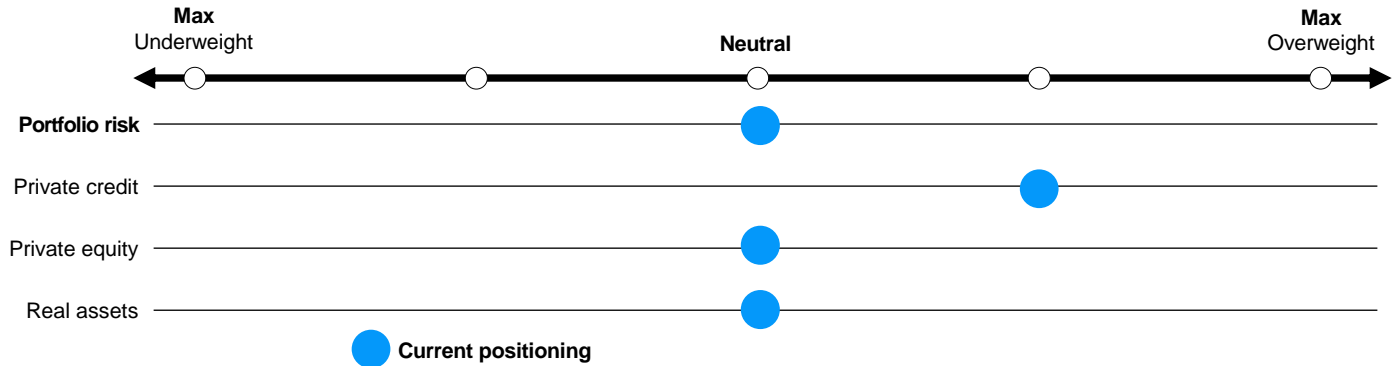 Max
Underweight
Neutral
Max
Overweight
Portfolio risk
Private credit
Private equity
Real assets
Current positioning